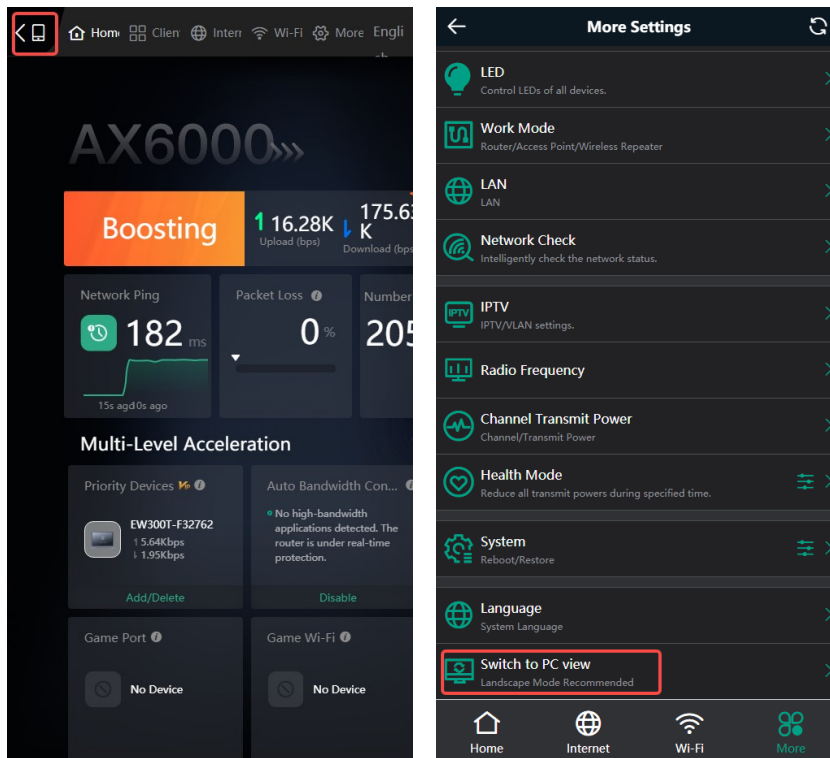 Home
Clien
Intern
Wi-Fi
More
Engli
AX6000
Boosting
16.28K
Upload (bps)
175.63
K
Download (bps
Network Ping
182 ms
15s ago
0s ago
Packet Loss
0 %
Number
205
Multi-Level Acceleration
Priority Devices
EW300T-F32762
5.64Kbps
1.95Kbps
Add/Delete
Auto Bandwidth Con...
No high-bandwidth
applications detected. The
router is under real-time
protection.
Disable
Game Port
No Device
Game Wi-Fi
No Device
More Settings
LED
Control LEDs of all devices.
Work Mode
Router/Access Point/Wireless Repeater
LAN
LAN
Network Check
Intelligently check the network status.
IPTV
IPTV
IPTV/VLAN settings.
Radio Frequency
Channel Transmit Power
Channel/Transmit Power
Health Mode
Reduce all transmit powers during specified time.
System
Reboot/Restore
Language
System Language
Switch to PC view
Landscape Mode Recommended
Home
Internet
Wi-Fi
More